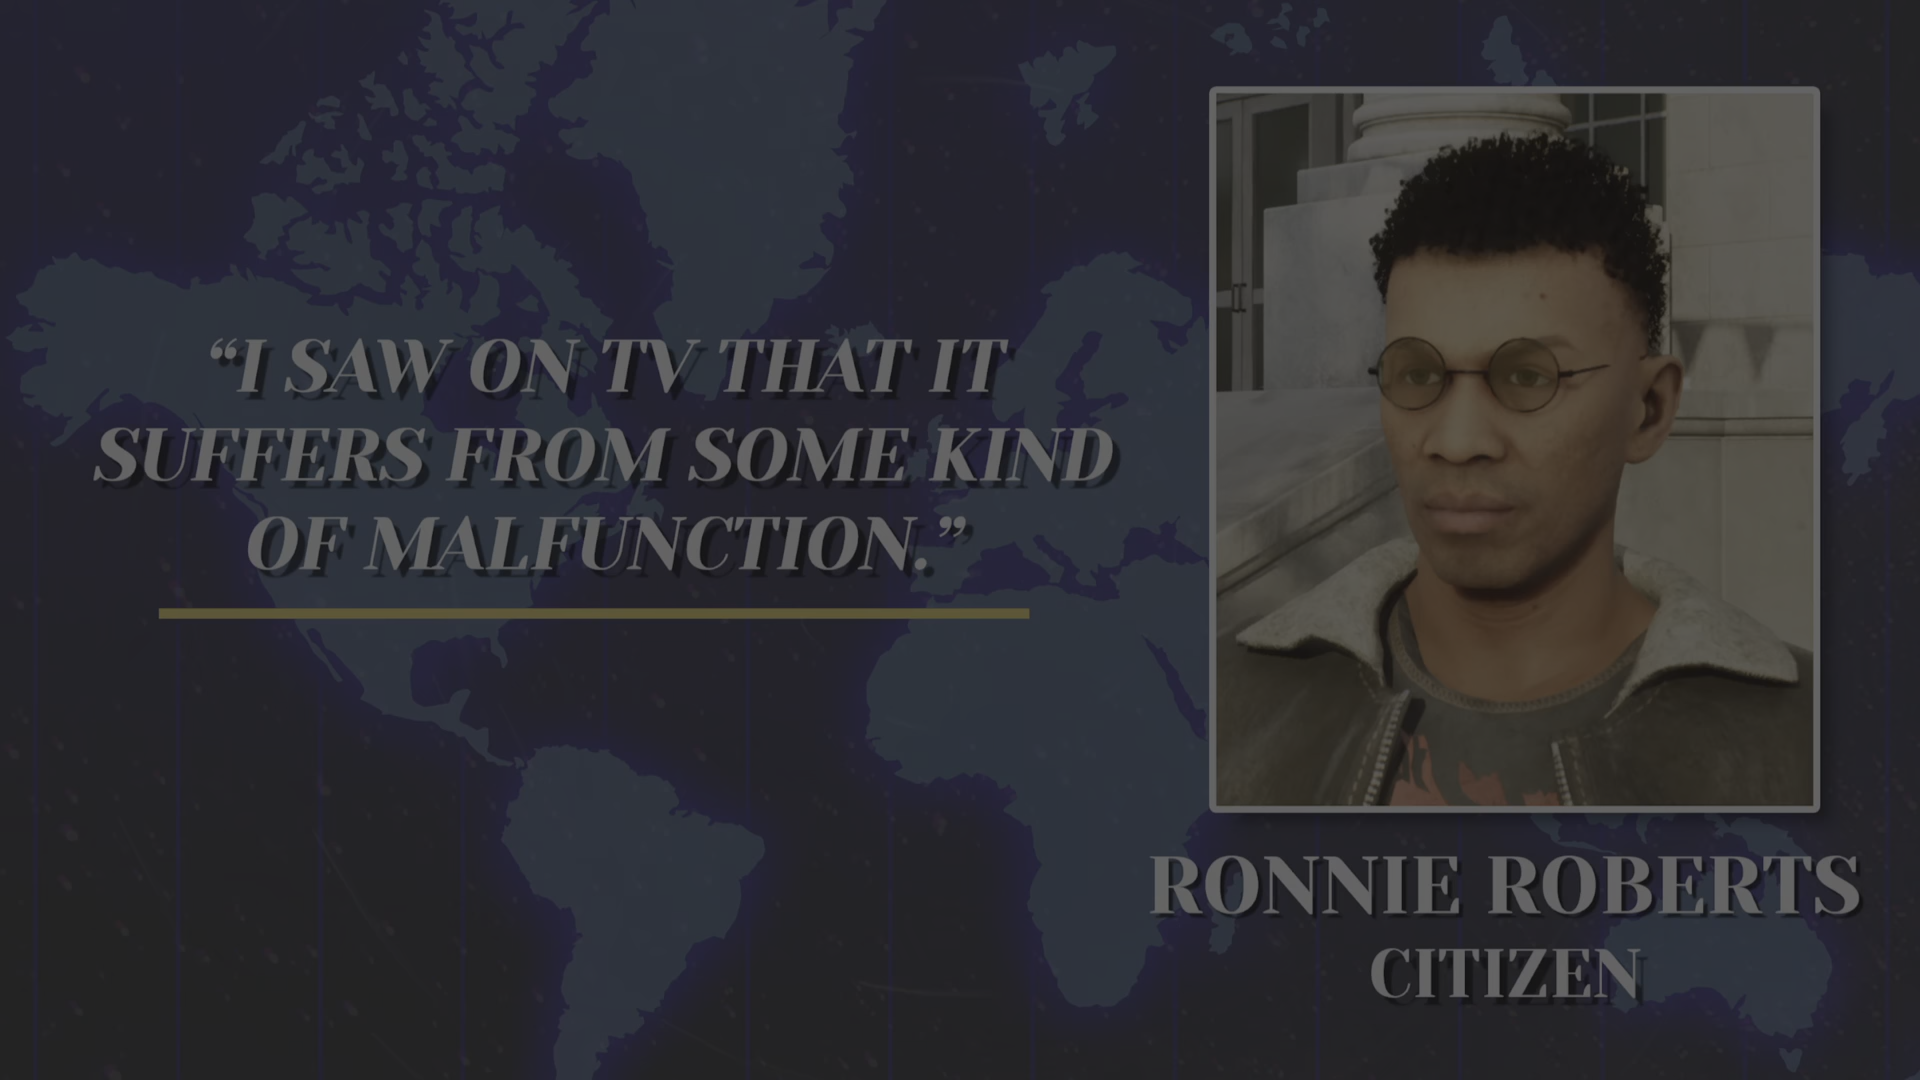 “I SAW ON TV THAT IT
SUFFERS FROM SOME KIND
OF MALFUNCTION.”
RONNIE ROBERTS
CITIZEN